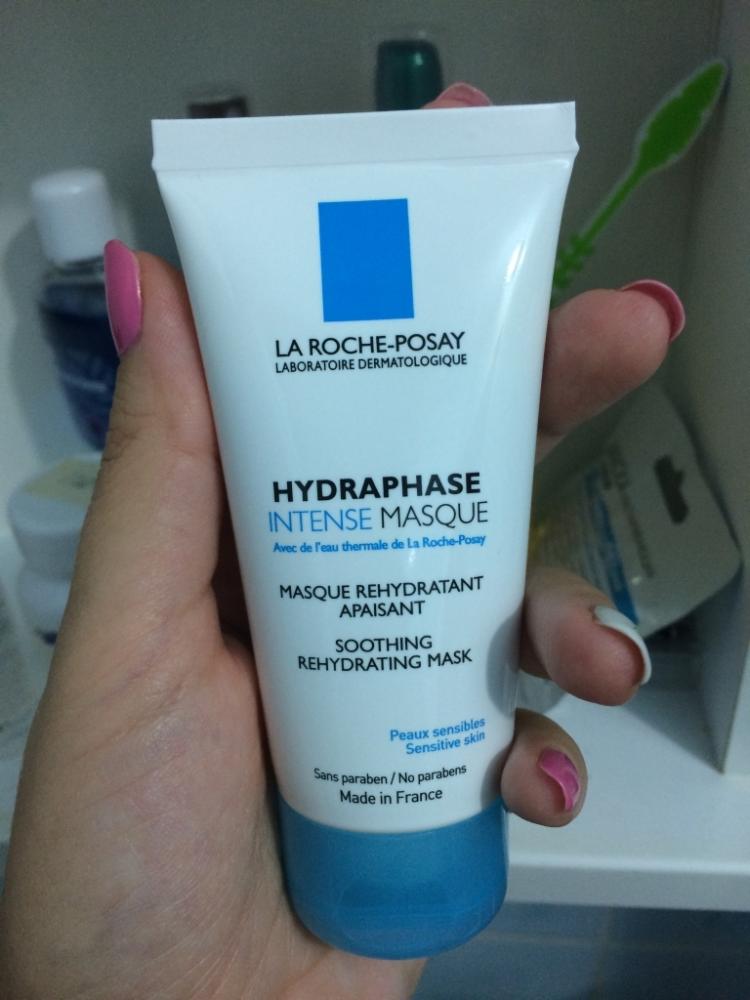 LA ROCHE-POSAY
LABORATOIRE DERMATOLOGIQUE
HYDRAPHASE
INTENSE MASQUE
Avec de l'eau thermale de La Roche-Posay
MASQUE REHYDRATANT
APAISANT
SOOTHING
REHYDRATING MASK
Peaux sensibles
Sensitive skin
Sans paraben / No parabens
Made in France